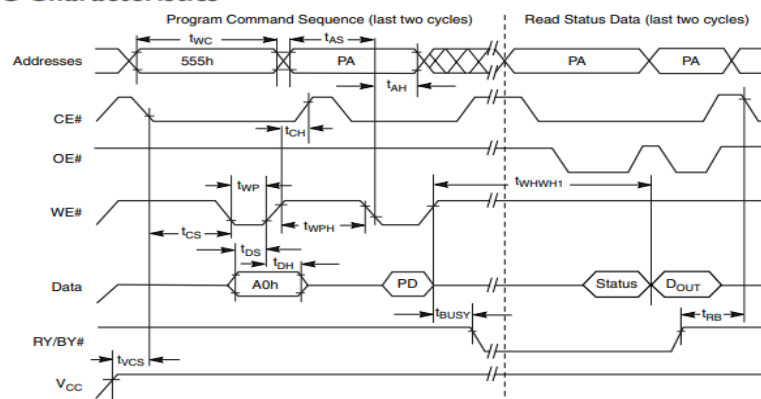 Program Command Sequence (last two cycles) Read Status Data (last two cycles)
tWC tAS
Addresses 555h PA PA PA
tAH
CE#
tCH
OE#
tWP tWHWH1
WE#
tCS tWPH
tDS
tDH
Data A0h PD Status DOUT
tBUSY tRB
RY/BY#
tVCS
VCC